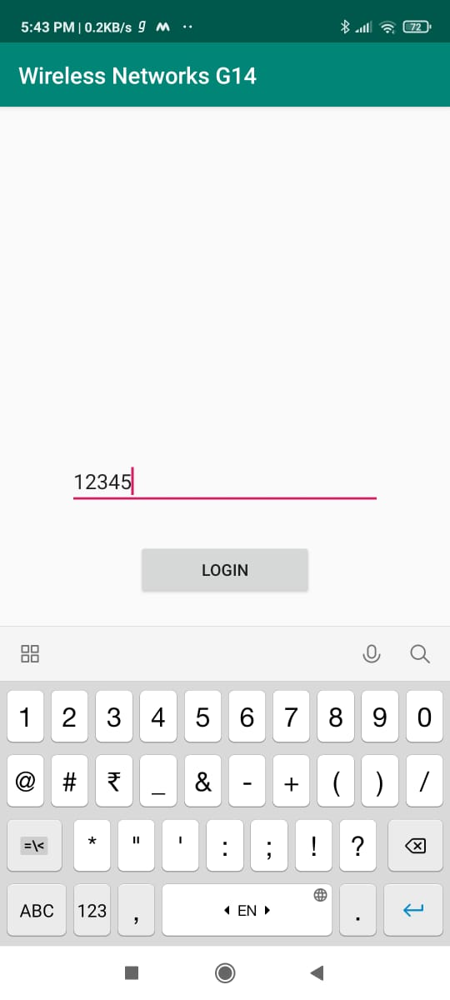 5:43 PM | 0.2KB/s g
72
Wireless Networks G14
12345
LOGIN
1 2 3 4 5 6 7 8 9 0
@ # ₹ _ & - + ( ) /
=\< * " ' : ; ! ?
ABC 123 , EN .